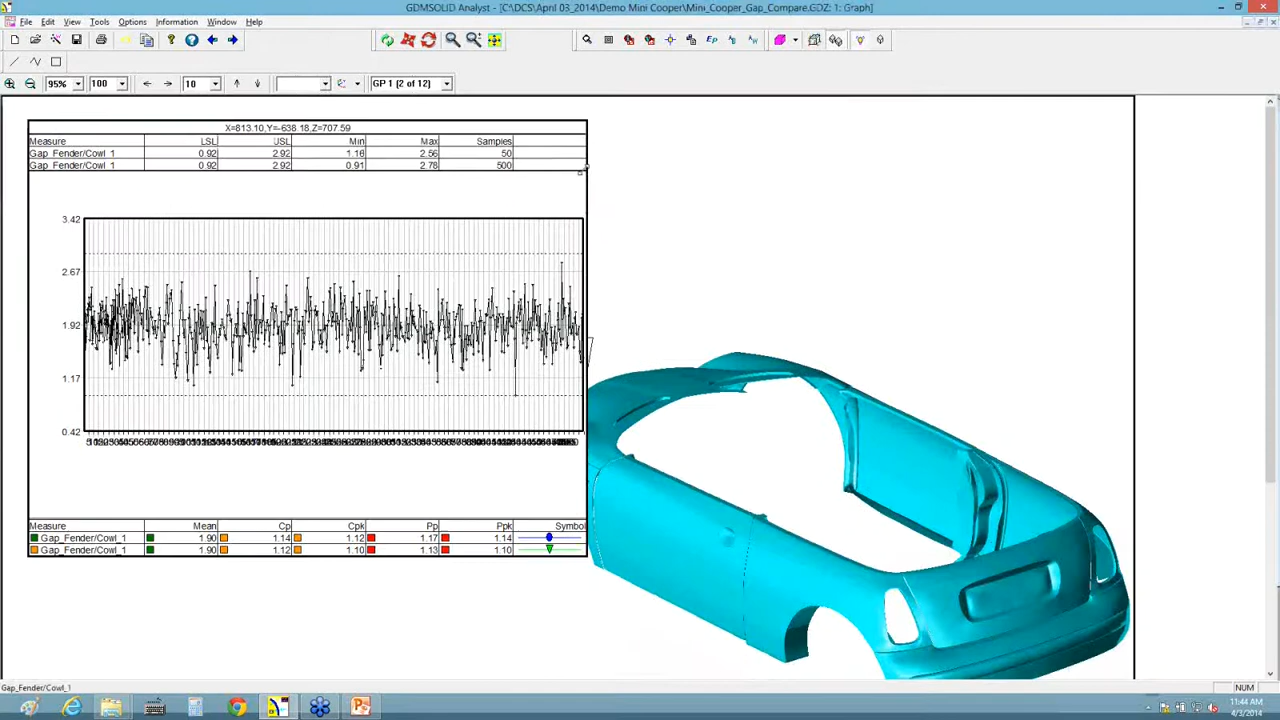 GDMSOLID Analyst - [C:\DCS\April 03_2014\Demo Mini Cooper\Mini_Cooper_Gap_Compare.GDZ: 1: Graph]
File Edit View Tools Options Information Window Help
95% 100 10 GP 1 (2 of 12)
X=813.10,Y=-638.18,Z=707.59
Measure LSL USL Min Max Samples
Gap_Fender/Cowl_1 0.92 2.92 1.16 2.56 50
Gap_Fender/Cowl_1 0.92 2.92 0.91 2.78 500
3.42
2.67
1.92
1.17
0.42
Measure Mean Cp Cpk Pp Ppk Symbol
Gap_Fender/Cowl_1 1.90 1.14 1.12 1.17 1.14
Gap_Fender/Cowl_1 1.90 1.12 1.10 1.13 1.10
Gap_Fender/Cowl_1
NUM
11:44 AM
4/3/2014